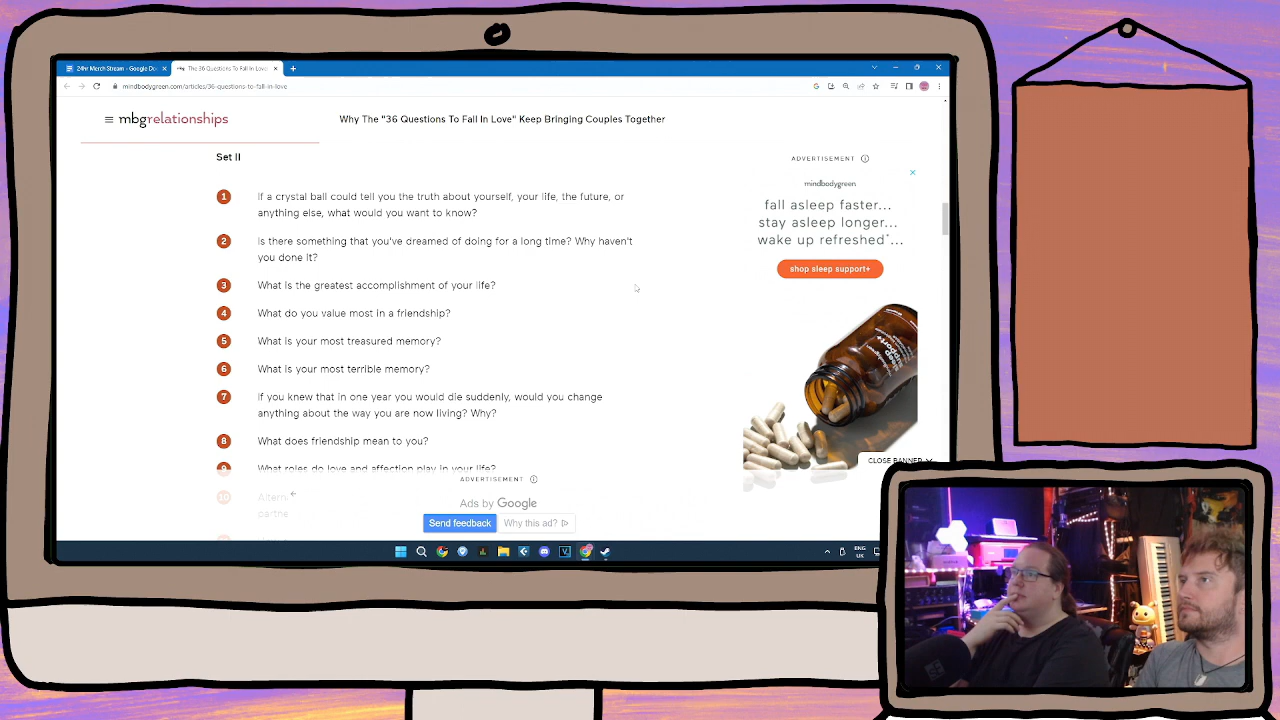 24hr Merch Stream - Google Do
The 36 Questions To Fall In Love
mindbodygreen.com/articles/36-questions-to-fall-in-love
mbgrelationships
Why The "36 Questions To Fall In Love" Keep Bringing Couples Together
Set II
1 If a crystal ball could tell you the truth about yourself, your life, the future, or
anything else, what would you want to know?
2 Is there something that you've dreamed of doing for a long time? Why haven't
you done it?
3 What is the greatest accomplishment of your life?
4 What do you value most in a friendship?
5 What is your most treasured memory?
6 What is your most terrible memory?
7 If you knew that in one year you would die suddenly, would you change
anything about the way you are now living? Why?
8 What does friendship mean to you?
9 What roles do love and affection play in your life?
10 Altern
partne
ADVERTISEMENT
mindbodygreen
fall asleep faster...
stay asleep longer...
wake up refreshed*...
shop sleep support+
sleep
support+
CLOSE BANNER
ADVERTISEMENT
Ads by Google
Send feedback
Why this ad?
ENG
UK